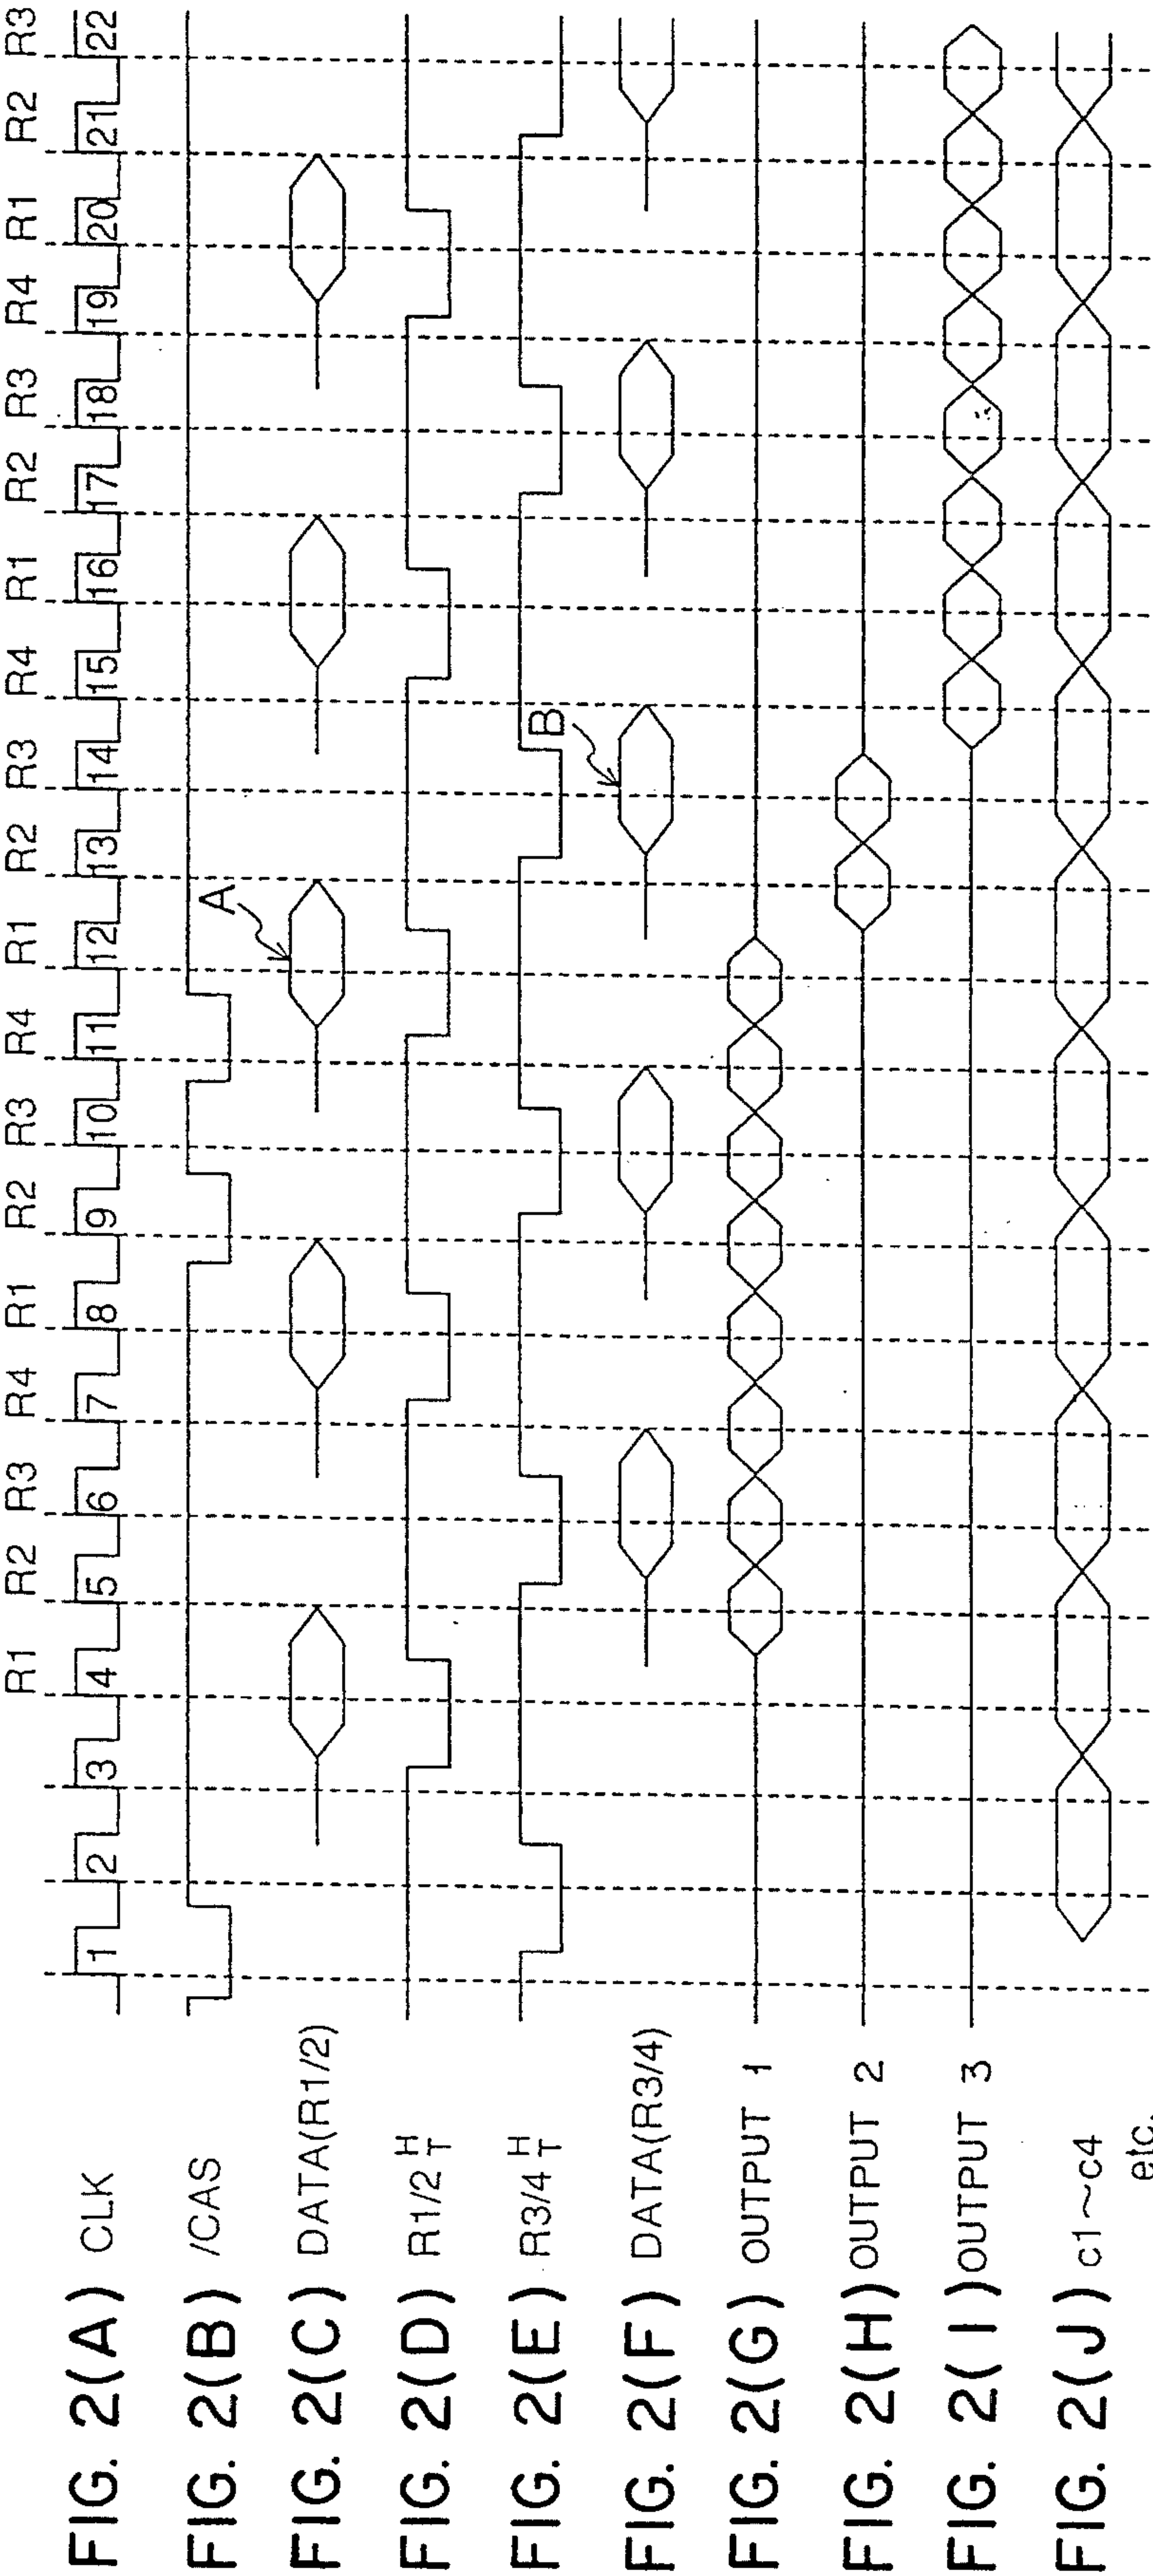 R1 R2 R3 R4 R1 R2 R3 R4 R1 R2 R3 R4 R1 R2 R3 R4 R1 R2 R3
FIG. 2(A) CLK 1 2 3 4 5 6 7 8 9 10 11 12 13 14 15 16 17 18 19 20 21 22
FIG. 2(B) /CAS
A
FIG. 2(C) DATA(R1/2)
FIG. 2(D) R1/2 H T
FIG. 2(E) R3/4 H T
B
FIG. 2(F) DATA(R3/4)
FIG. 2(G) OUTPUT 1
FIG. 2(H) OUTPUT 2
FIG. 2(I) OUTPUT 3
FIG. 2(J) c1~c4
etc.